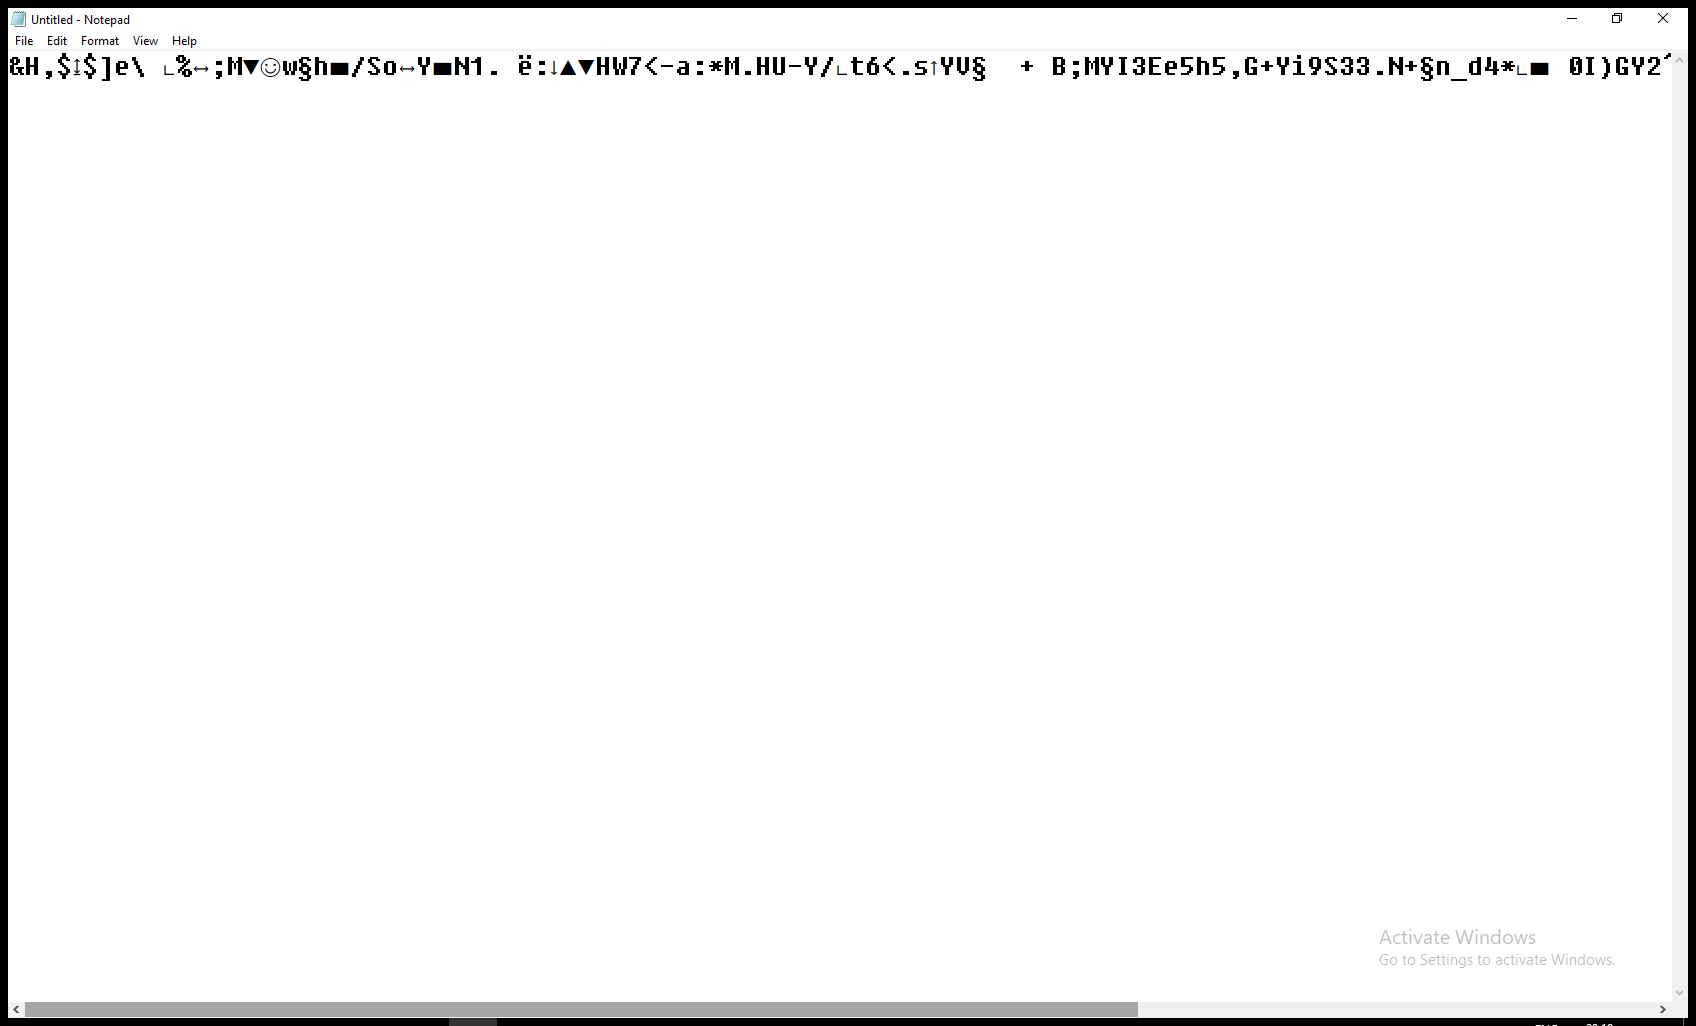 Untitled - Notepad
File Edit Format View Help
&H,$↨$]e\ ∟%↔;M▼☺w§h■/So↔Y■N1. ë:↓▲▼HW7<-a:*M.HU-Y/∟t6<.s↑YV§  + B;MYI3Ee5h5,G+Yi9S33.N+§n_d4*∟■ 0I)GY2
Activate Windows
Go to Settings to activate Windows.